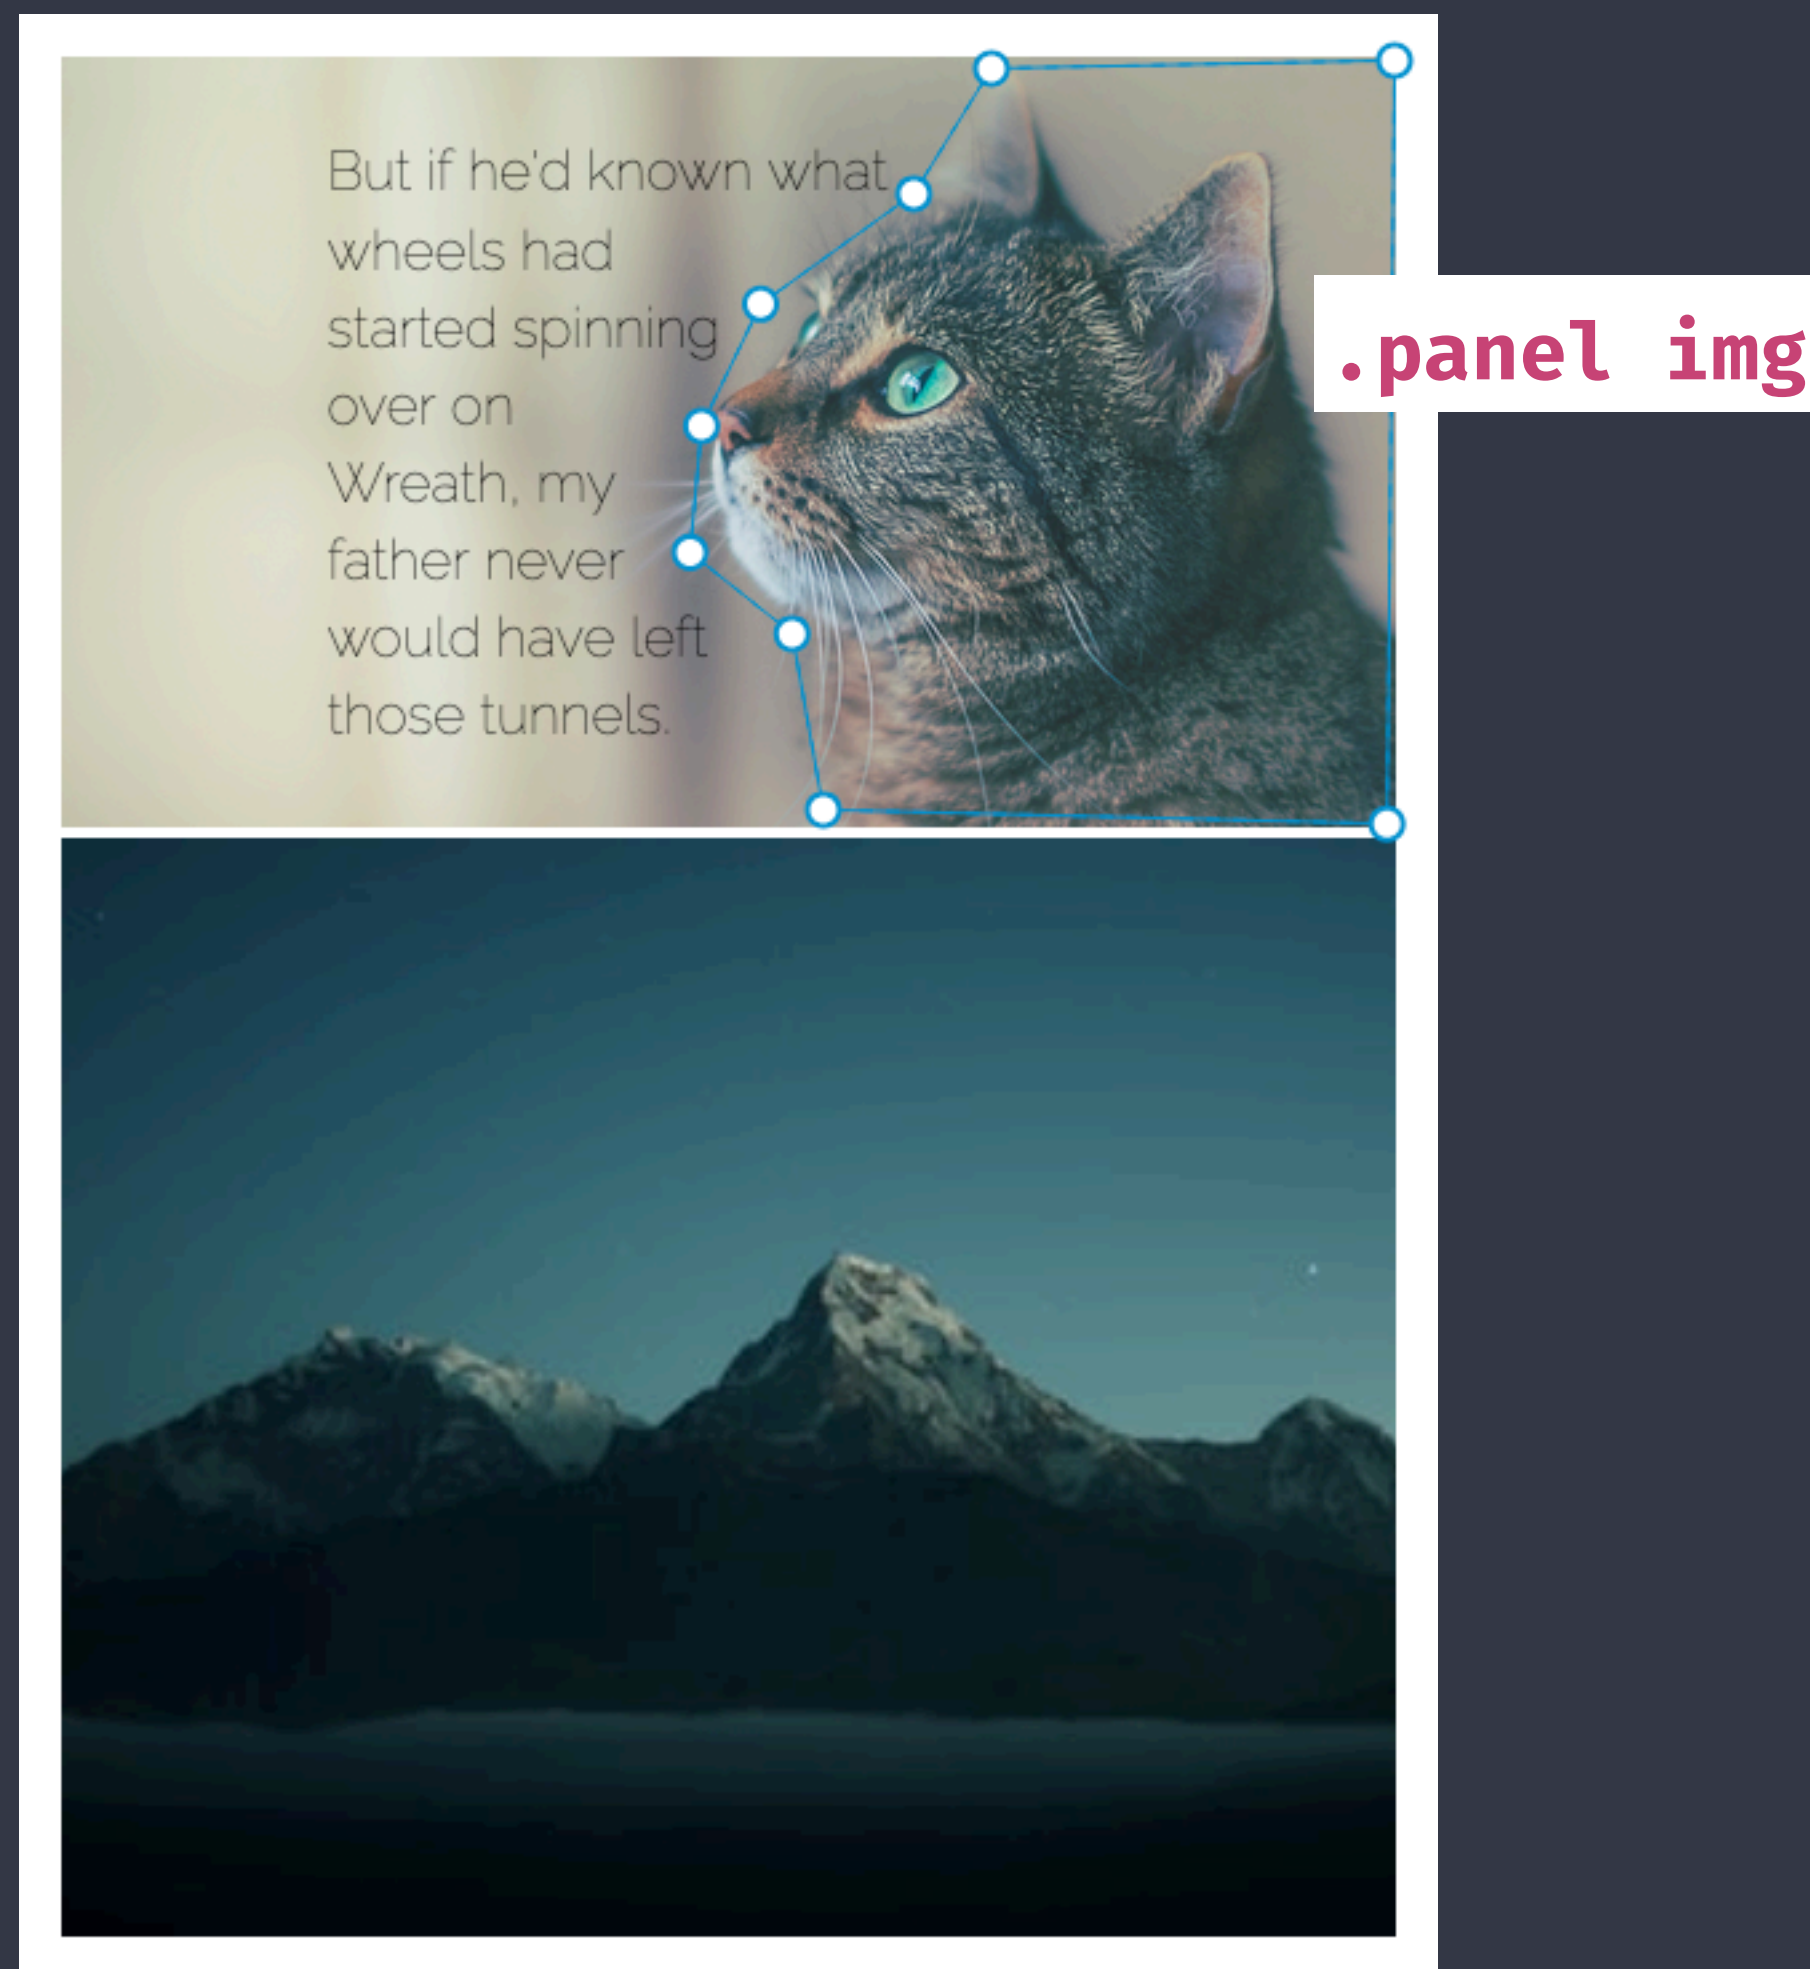 But if he'd known what
wheels had
started spinning
over on
Wreath, my
father never
would have left
those tunnels.
.panel img